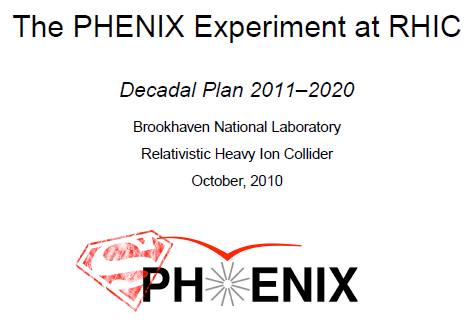 The PHENIX Experiment at RHIC
Decadal Plan 2011–2020
Brookhaven National Laboratory
Relativistic Heavy Ion Collider
October, 2010
S PHENIX